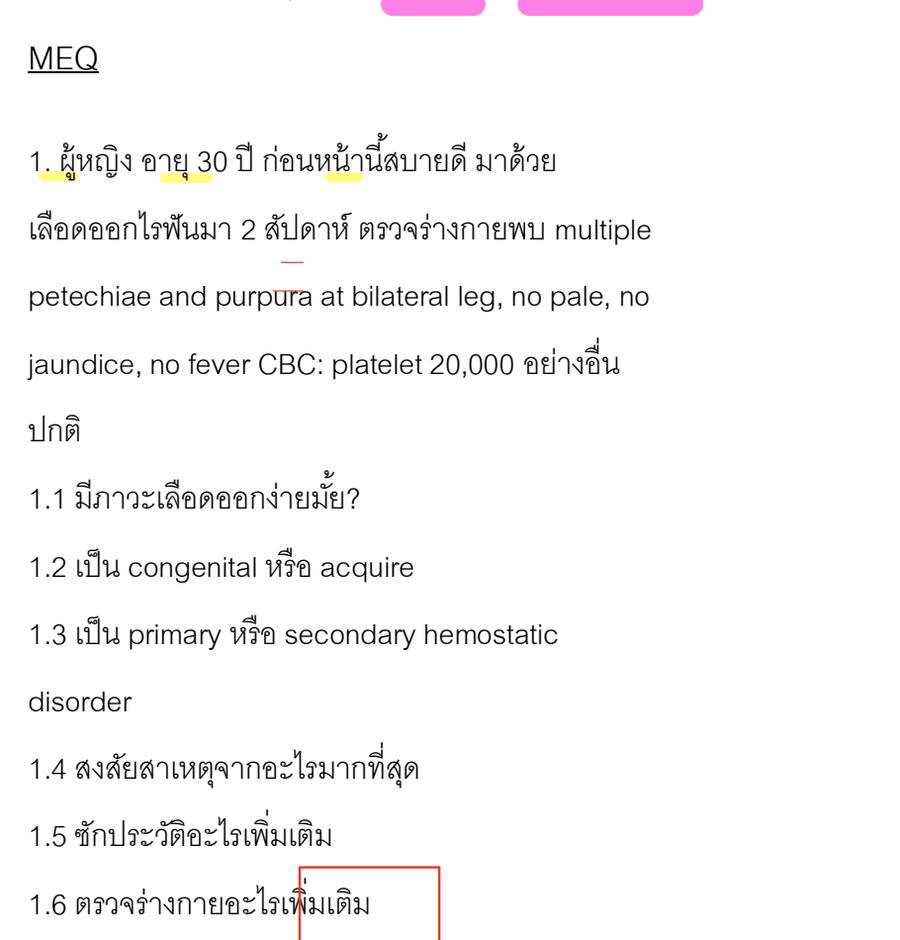 MEQ
1. ผู้หญิง อายุ 30 ปี ก่อนหน้านี้สบายดี มาด้วย
เลือดออกไรฟันมา 2 สัปดาห์ ตรวจร่างกายพบ multiple
petechiae and purpura at bilateral leg, no pale, no
jaundice, no fever CBC: platelet 20,000 อย่างอื่น
ปกติ
1.1 มีภาวะเลือดออกง่ายมั้ย?
1.2 เป็น congenital หรือ acquire
1.3 เป็น primary หรือ secondary hemostatic
disorder
1.4 สงสัยสาเหตุจากอะไรมากที่สุด
1.5 ซักประวัติอะไรเพิ่มเติม
1.6 ตรวจร่างกายอะไรเพิ่มเติม